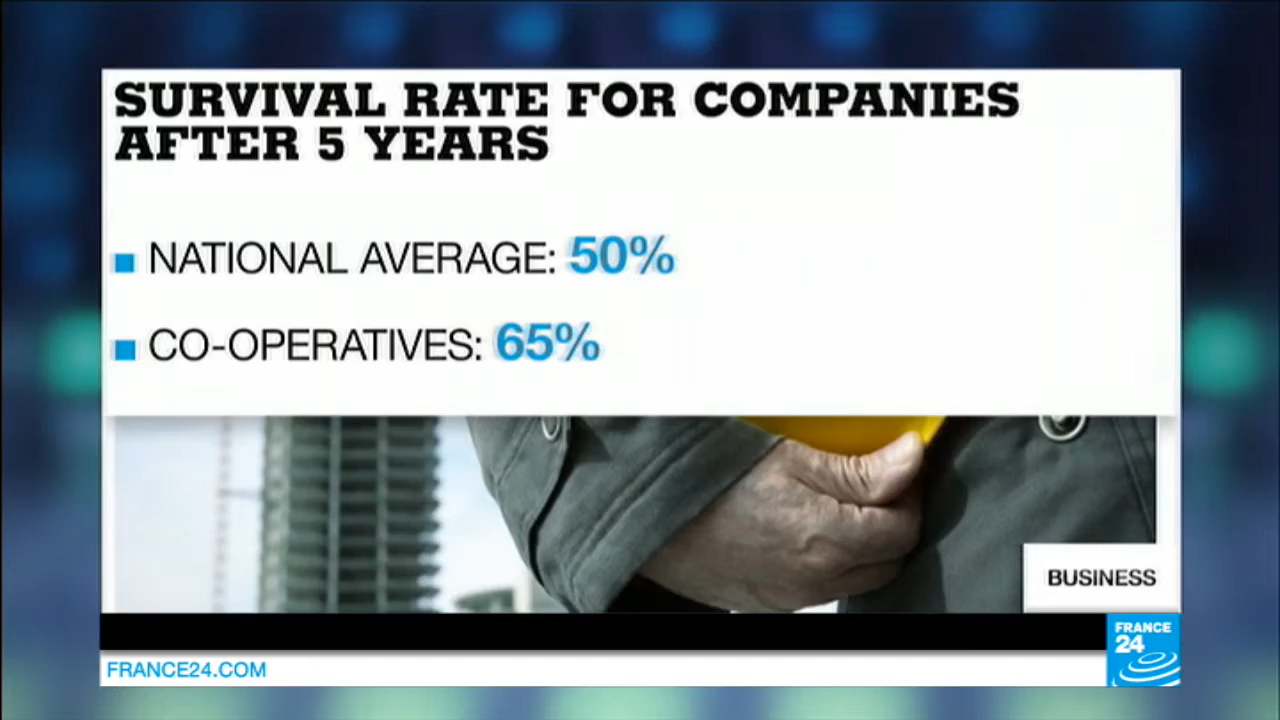 SURVIVAL RATE FOR COMPANIES
AFTER 5 YEARS
NATIONAL AVERAGE: 50%
CO-OPERATIVES: 65%
BUSINESS
FRANCE
24
FRANCE24.COM